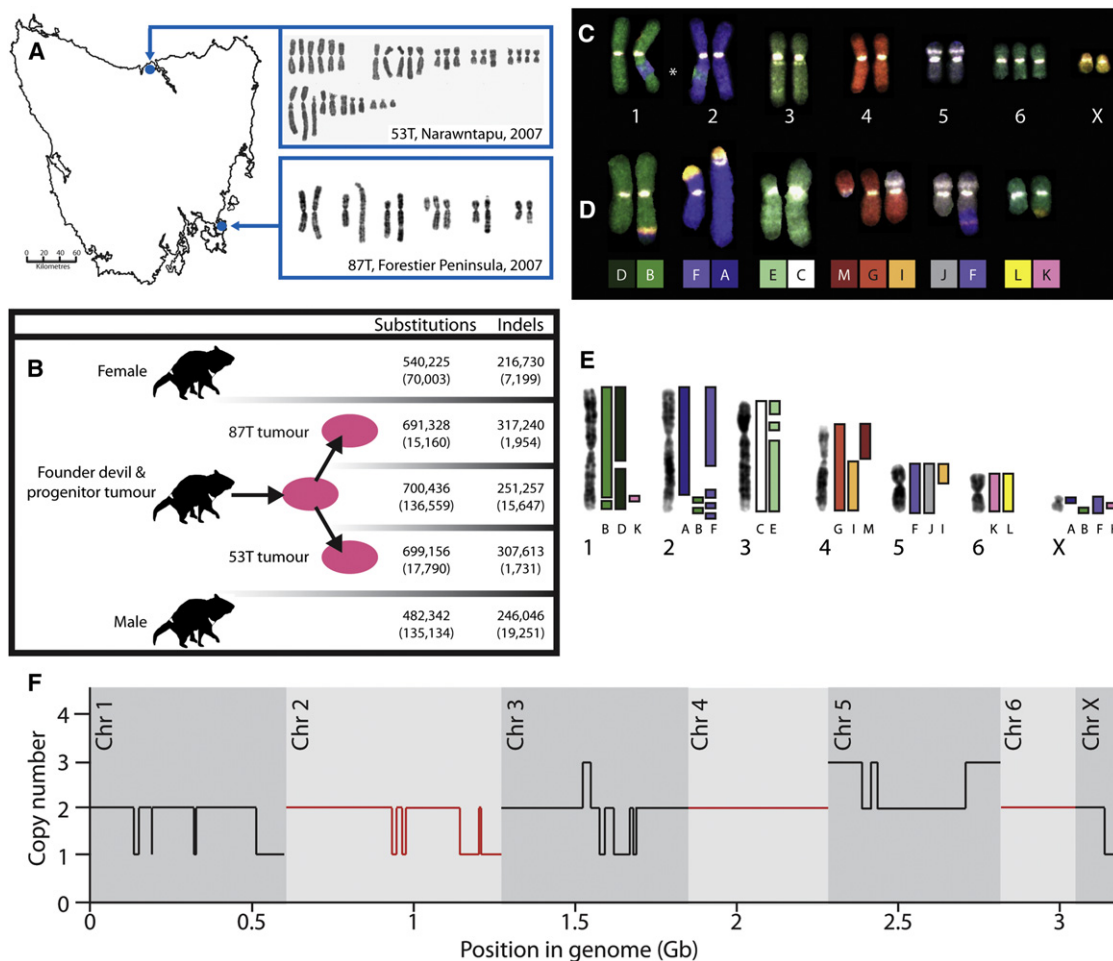 A
53T, Narawntapu, 2007
0 20 40 60
Kilometres
87T, Forestier Peninsula, 2007
B
Substitutions Indels
Female
540,225 216,730
(70,003) (7,199)
87T tumour
691,328 317,240
(15,160) (1,954)
Founder devil &
progenitor tumour
700,436 251,257
(136,559) (15,647)
53T tumour
699,156 307,613
(17,790) (1,731)
Male
482,342 246,046
(135,134) (19,251)
C
*
1 2 3 4 5 6 X
D
D B F A E C M G I J F L K
E
B D K A B F C E G I M F J I K L A B F
1 2 3 4 5 6 X
F
Chr 1 Chr 2 Chr 3 Chr 4 Chr 5 Chr 6 Chr X
Copy number
4
3
2
1
0
0 0.5 1 1.5 2 2.5 3
Position in genome (Gb)